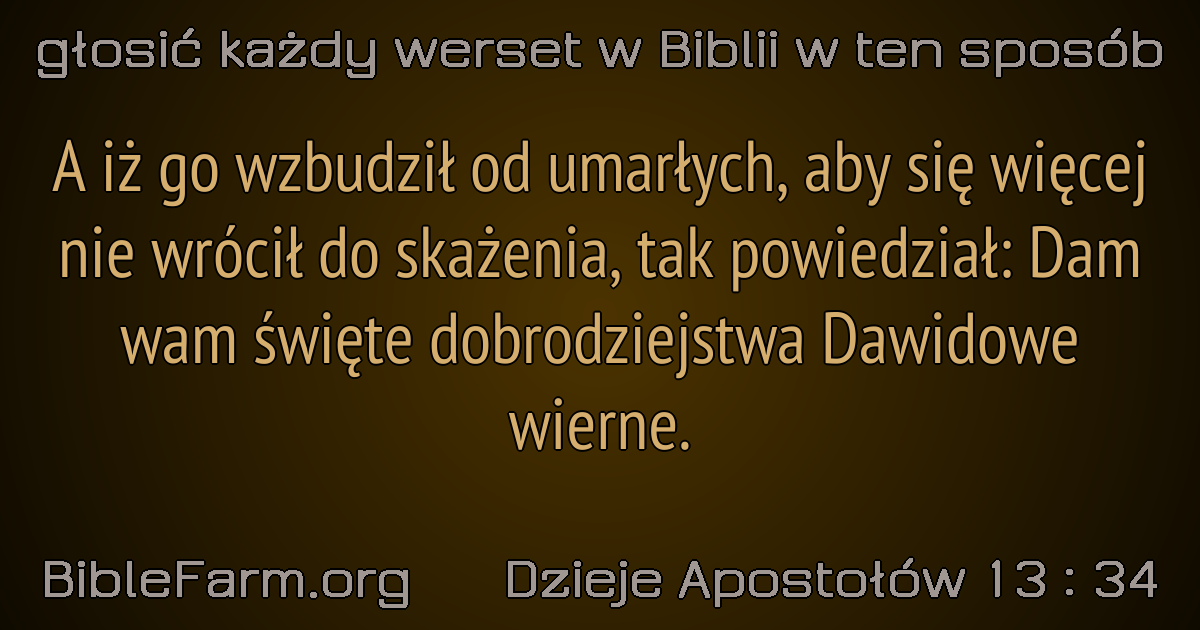 głosić każdy werset w Biblii w ten sposób
A iż go wzbudził od umarłych, aby się więcej
nie wrócił do skażenia, tak powiedział: Dam
wam święte dobrodziejstwa Dawidowe
wierne.
BibleFarm.org Dzieje Apostołów 13 : 34